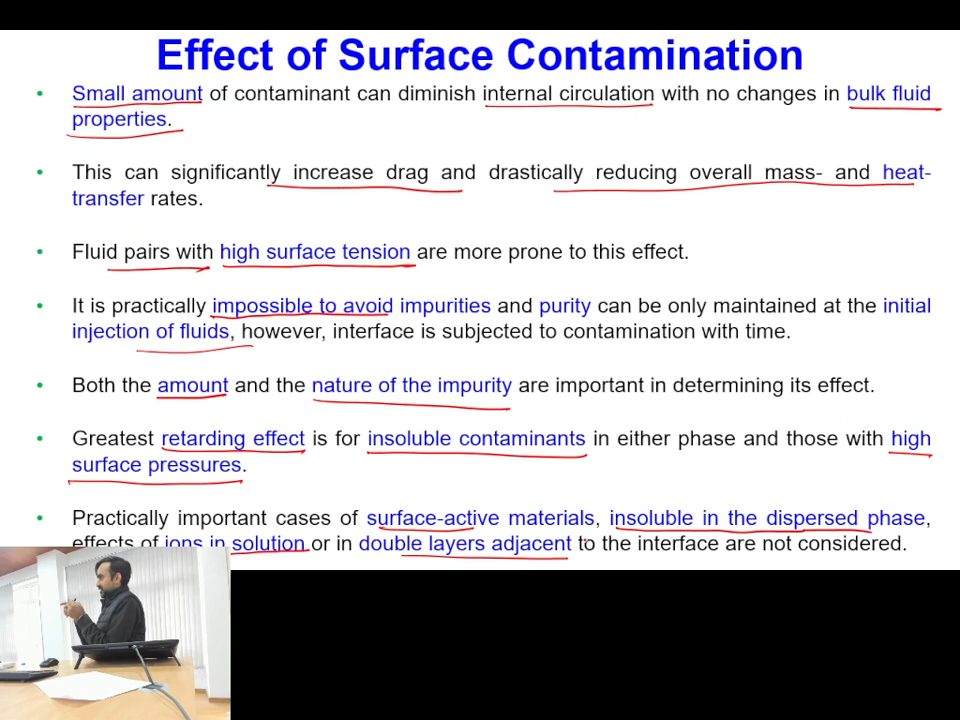 Effect of Surface Contamination
• Small amount of contaminant can diminish internal circulation with no changes in bulk fluid
properties.
• This can significantly increase drag and drastically reducing overall mass- and heat-
transfer rates.
• Fluid pairs with high surface tension are more prone to this effect.
• It is practically impossible to avoid impurities and purity can be only maintained at the initial
injection of fluids, however, interface is subjected to contamination with time.
• Both the amount and the nature of the impurity are important in determining its effect.
• Greatest retarding effect is for insoluble contaminants in either phase and those with high
surface pressures.
• Practically important cases of surface-active materials, insoluble in the dispersed phase,
effects of ions in solution or in double layers adjacent to the interface are not considered.